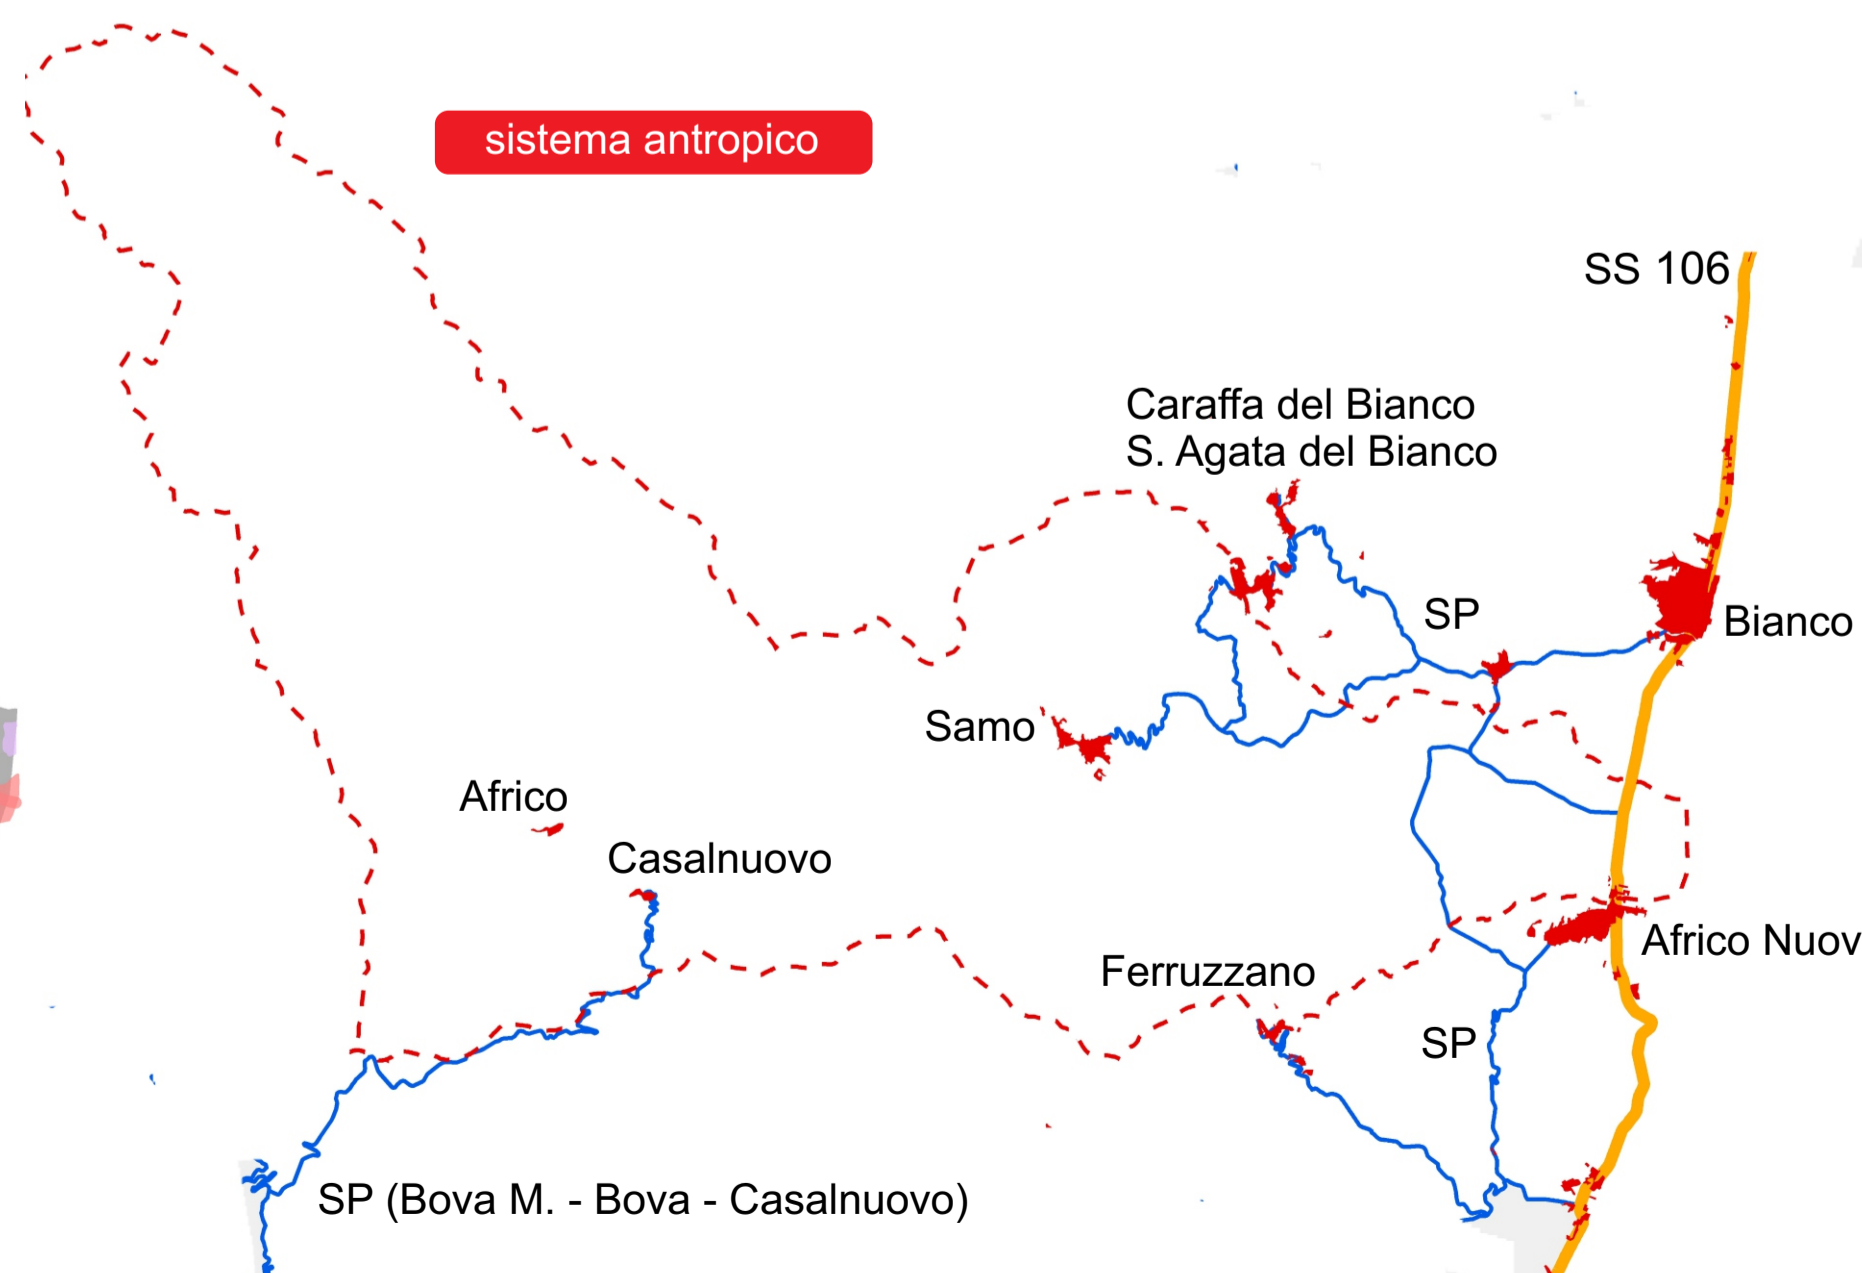 sistema antropico
SS 106
Caraffa del Bianco
S. Agata del Bianco
SP
Bianco
Samo
Africo
Casalnuovo
Africo Nuov
Ferruzzano
SP
SP (Bova M. - Bova - Casalnuovo)